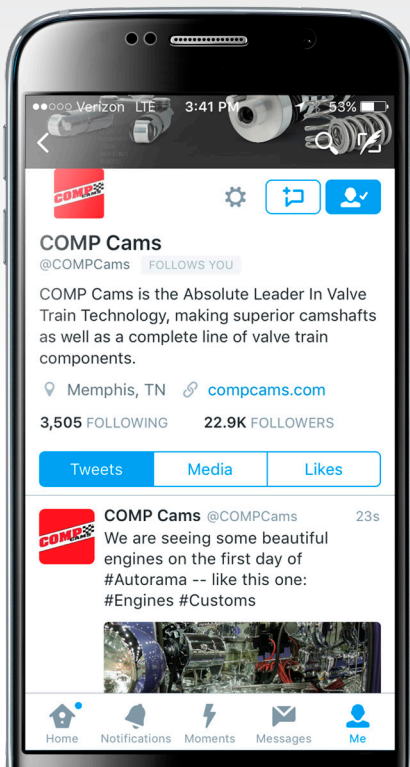 Verizon LTE 3:41 PM 53%
COMP CAMS
COMP Cams
@COMPCams FOLLOWS YOU
COMP Cams is the Absolute Leader In Valve
Train Technology, making superior camshafts
as well as a complete line of valve train
components.
Memphis, TN compcams.com
3,505 FOLLOWING 22.9K FOLLOWERS
Tweets Media Likes
COMP CAMS
COMP Cams @COMPCams 23s
We are seeing some beautiful
engines on the first day of
#Autorama -- like this one:
#Engines #Customs
Home Notifications Moments Messages Me